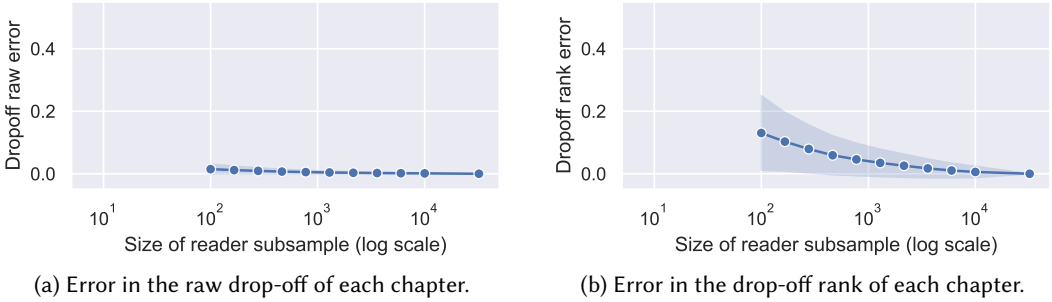 Dropoff raw error
0.4
0.2
0.0
10^1
10^2
10^3
10^4
Size of reader subsample (log scale)
(a) Error in the raw drop-off of each chapter.
Dropoff rank error
0.4
0.2
0.0
10^1
10^2
10^3
10^4
Size of reader subsample (log scale)
(b) Error in the drop-off rank of each chapter.